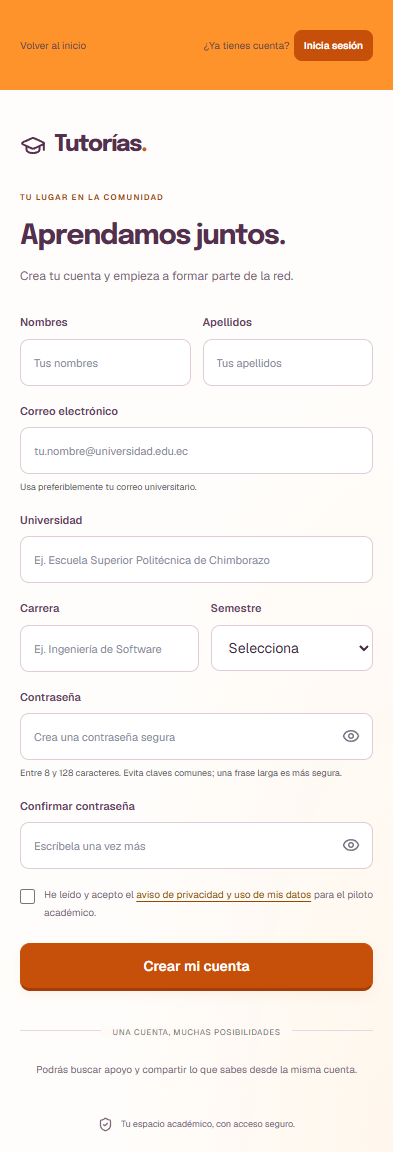 Volver al inicio
¿Ya tienes cuenta? Inicia sesión
Tutorías.
TU LUGAR EN LA COMUNIDAD
Aprendamos juntos.
Crea tu cuenta y empieza a formar parte de la red.
Nombres Apellidos
Tus nombres Tus apellidos
Correo electrónico
tu.nombre@universidad.edu.ec
Usa preferiblemente tu correo universitario.
Universidad
Ej. Escuela Superior Politécnica de Chimborazo
Carrera Semestre
Ej. Ingeniería de Software Selecciona
Contraseña
Crea una contraseña segura
Entre 8 y 128 caracteres. Evita claves comunes; una frase larga es más segura.
Confirmar contraseña
Escríbela una vez más
He leído y acepto el aviso de privacidad y uso de mis datos para el piloto
académico.
Crear mi cuenta
UNA CUENTA, MUCHAS POSIBILIDADES
Podrás buscar apoyo y compartir lo que sabes desde la misma cuenta.
Tu espacio académico, con acceso seguro.